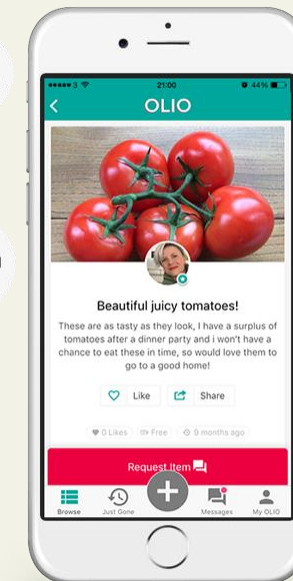 3 21:00 44%
OLIO
Beautiful juicy tomatoes!
These are as tasty as they look, I have a surplus of
tomatoes after a dinner party and i won't have a
chance to eat these in time, so would love them to
go to a good home!
Like Share
0 Likes Free 9 months ago
Request Item
Browse Just Gone Messages My OLIO